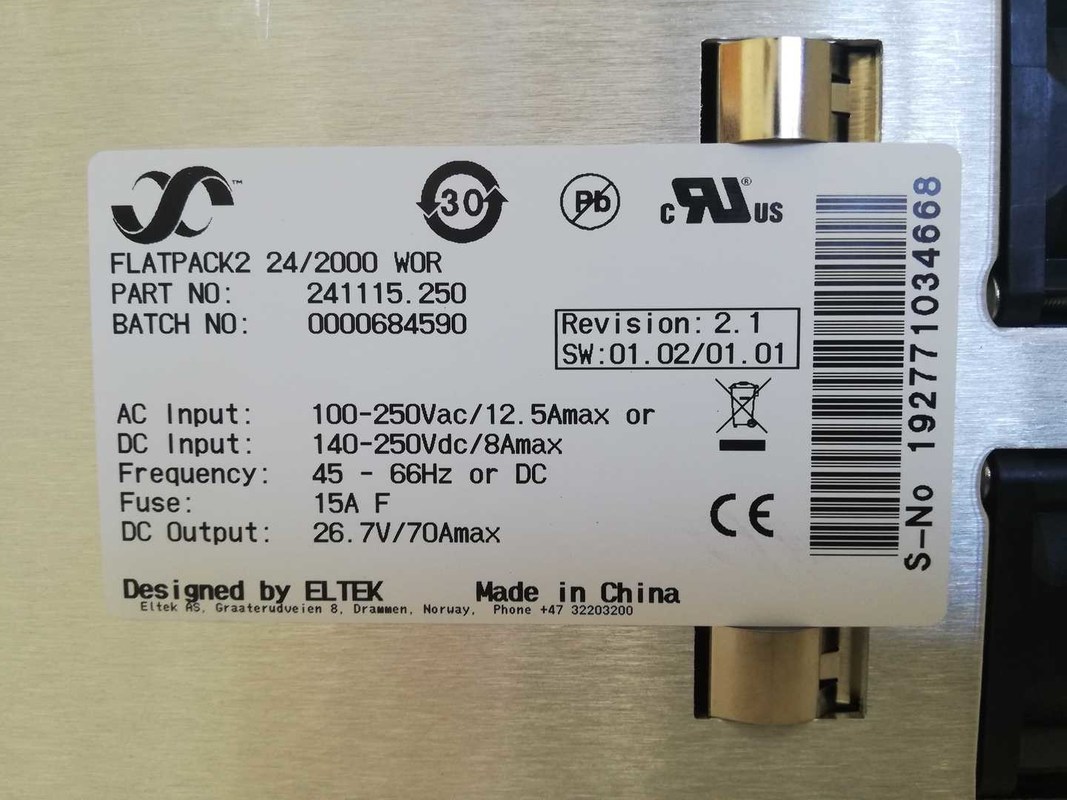 ™
30
Pb
c RU ® US
FLATPACK2 24/2000 WOR
PART NO: 241115.250
BATCH NO: 0000684590
Revision: 2.1
SW:01.02/01.01
AC Input: 100-250Vac/12.5Amax or
DC Input: 140-250Vdc/8Amax
Frequency: 45 - 66Hz or DC
Fuse: 15A F
DC Output: 26.7V/70Amax
CE
Designed by ELTEK Made in China
Eltek AS, Graaterudveien 8, Drammen, Norway, Phone +47 32203200
S-No 192771034668